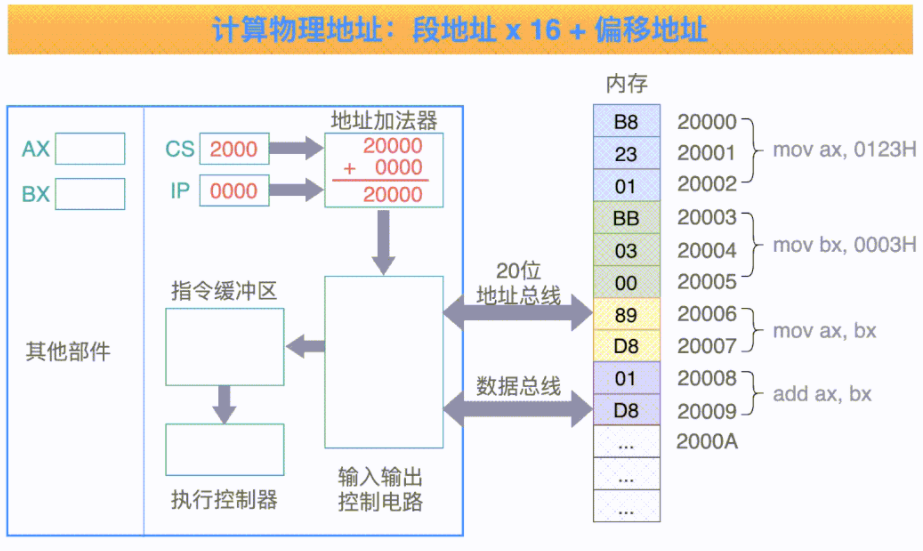 计算物理地址：段地址 x 16 + 偏移地址
内存
地址加法器
AX
CS 2000
20000
+ 0000
20000
BX
IP 0000
B8 20000
23 20001
01 20002
mov ax, 0123H
BB 20003
03 20004
00 20005
mov bx, 0003H
89 20006
D8 20007
mov ax, bx
01 20008
D8 20009
add ax, bx
... 2000A
...
...
20位
地址总线
数据总线
指令缓冲区
其他部件
执行控制器
输入输出
控制电路